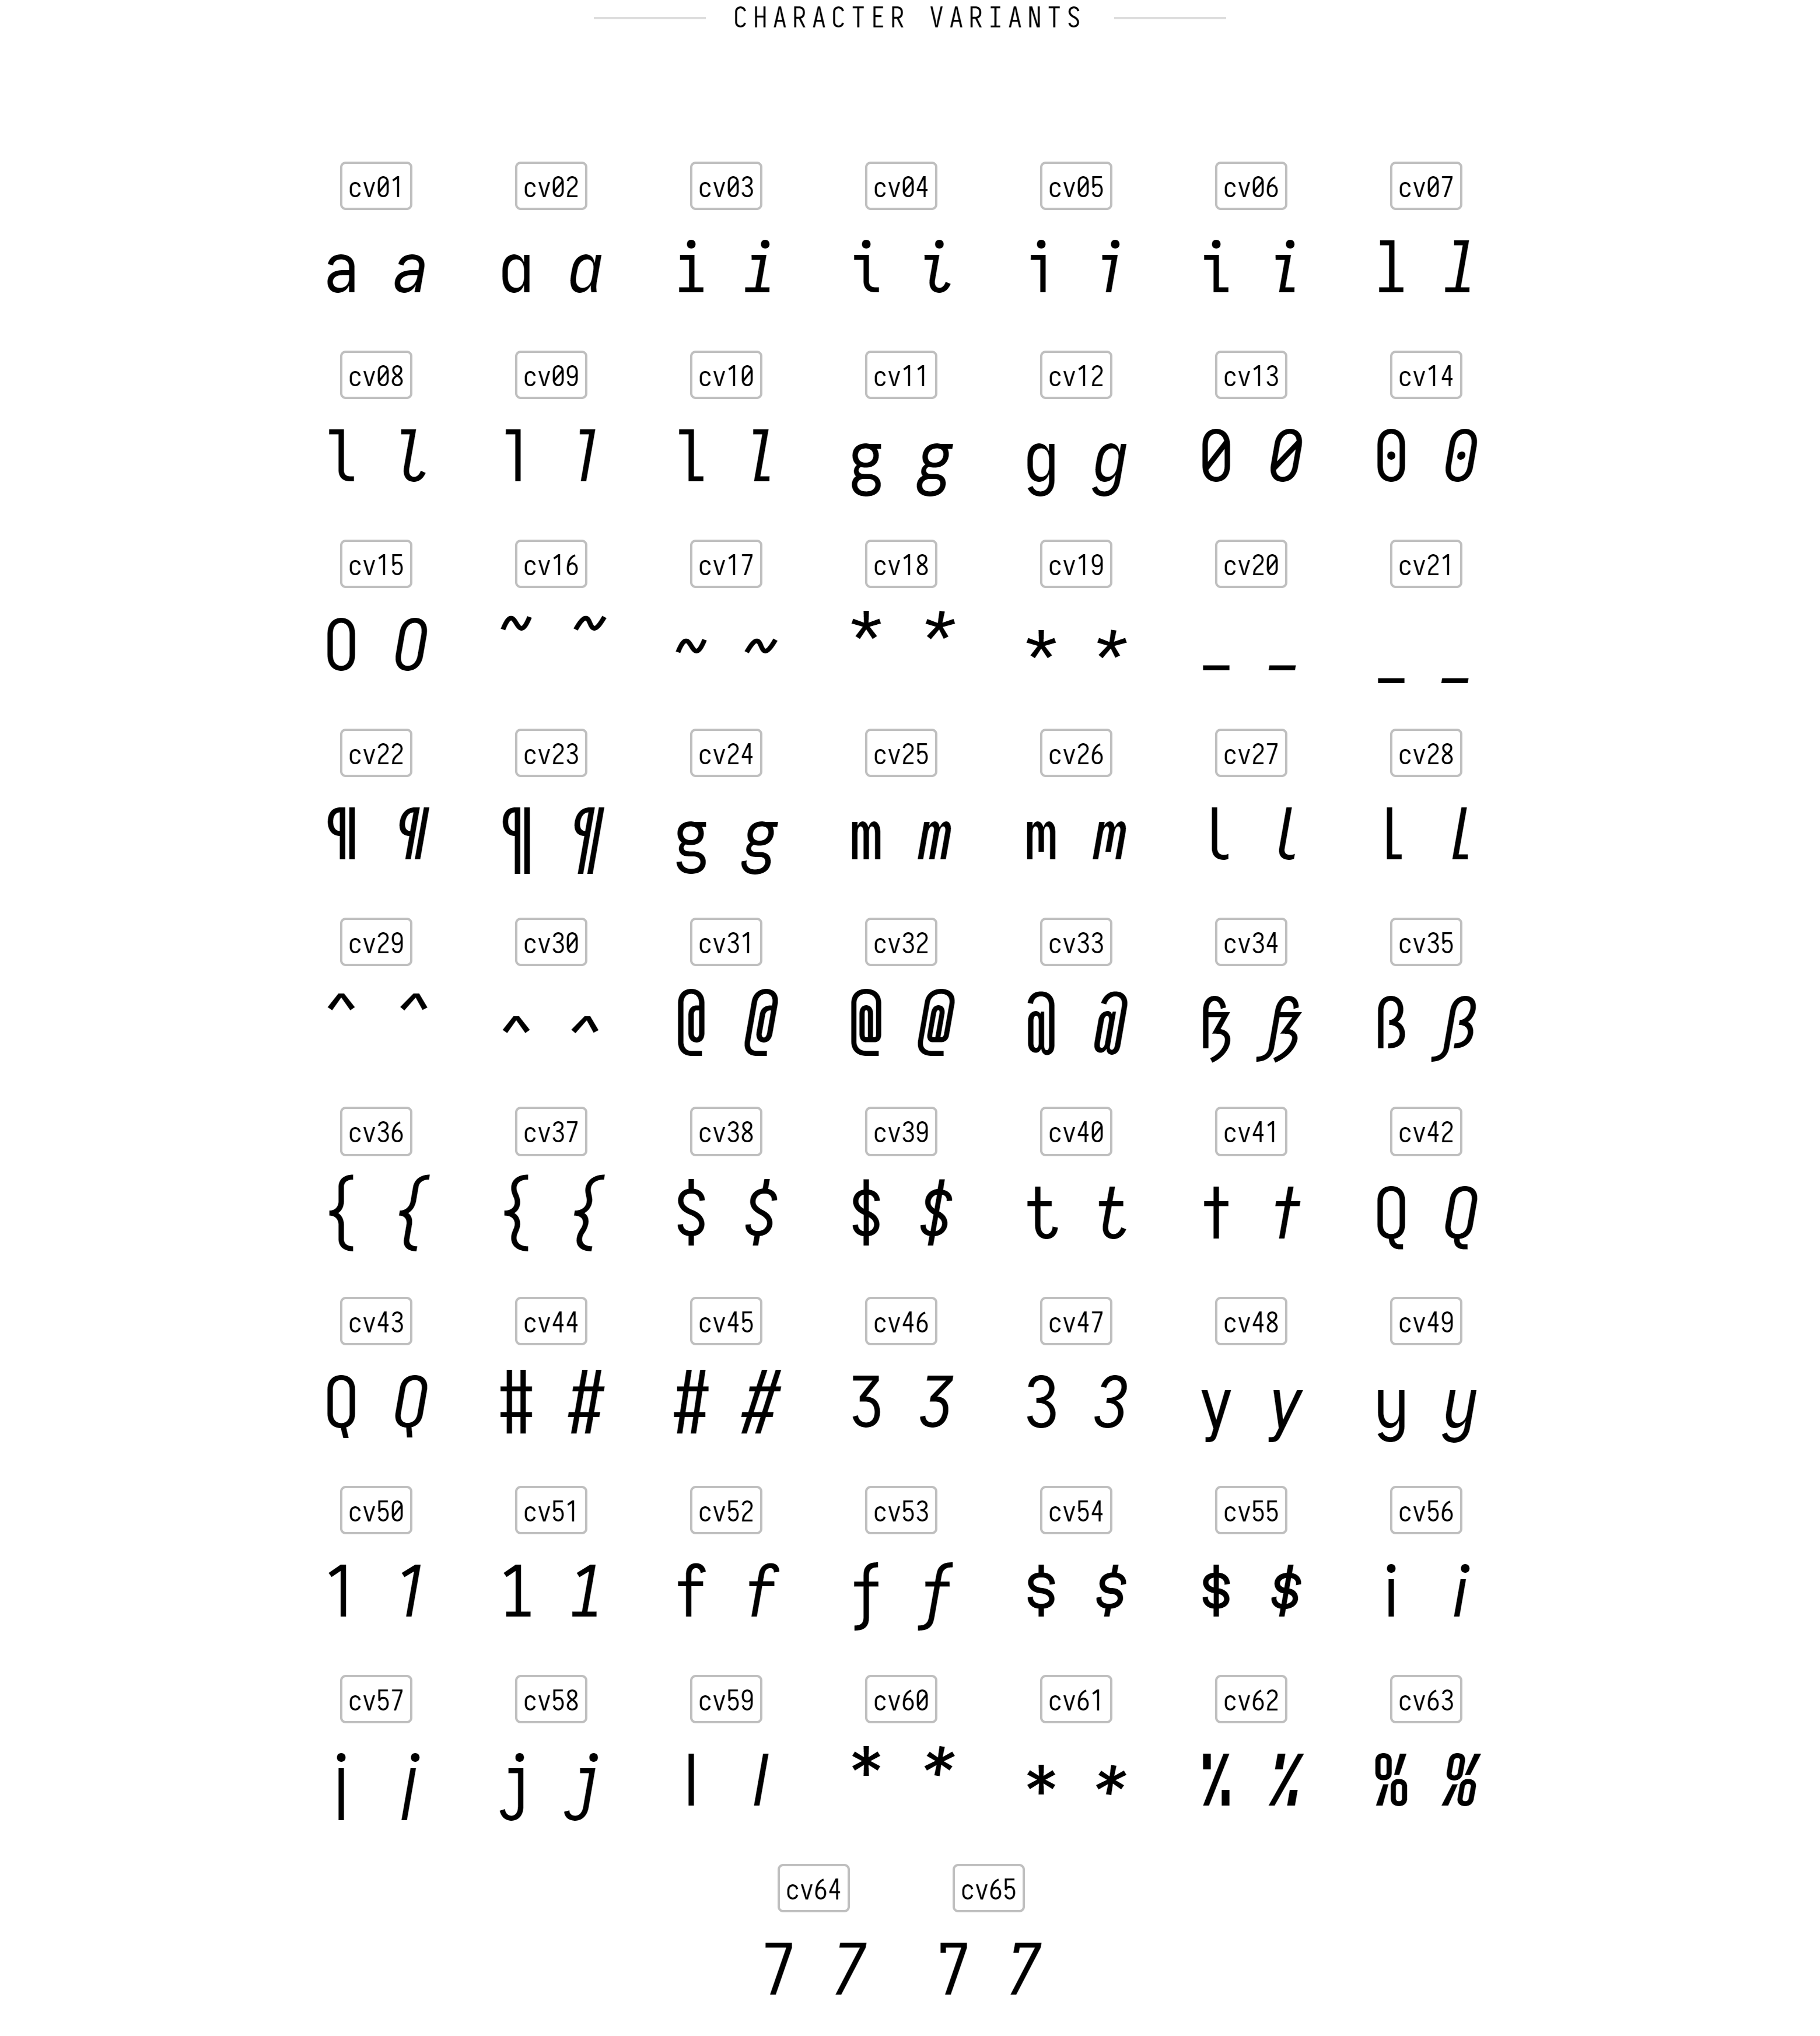 CHARACTER VARIANTS
cv01 cv02 cv03 cv04 cv05 cv06 cv07
a a a a i i i i i i i i l l
cv08 cv09 cv10 cv11 cv12 cv13 cv14
l l l l l l g g g g 0 0 0 0
cv15 cv16 cv17 cv18 cv19 cv20 cv21
0 0 ~ ~ ~ ~ * * * * _ _ _ _
cv22 cv23 cv24 cv25 cv26 cv27 cv28
¶ ¶ ¶ ¶ g g m m m m l l L L
cv29 cv30 cv31 cv32 cv33 cv34 cv35
^ ^ ^ ^ @ @ @ @ @ @ ß ß ß ß
cv36 cv37 cv38 cv39 cv40 cv41 cv42
{ { { { $ $ $ $ t t t t Q Q
cv43 cv44 cv45 cv46 cv47 cv48 cv49
Q Q # # # # 3 3 3 3 y y y y
cv50 cv51 cv52 cv53 cv54 cv55 cv56
1 1 1 1 f f f f $ $ $ $ i i
cv57 cv58 cv59 cv60 cv61 cv62 cv63
j j j j l l * * * * % % % %
cv64 cv65
7 7 7 7